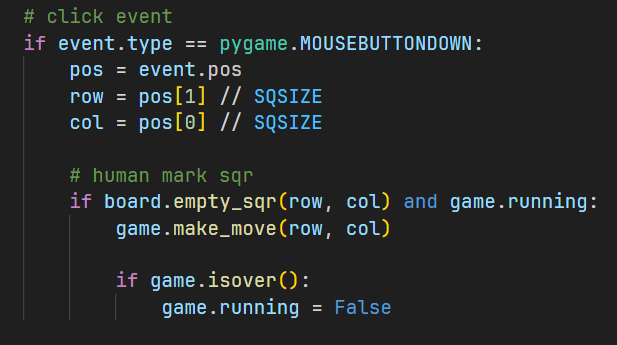 # click event
if event.type == pygame.MOUSEBUTTONDOWN:
    pos = event.pos
    row = pos[1] // SQSIZE
    col = pos[0] // SQSIZE

    # human mark sqr
    if board.empty_sqr(row, col) and game.running:
        game.make_move(row, col)

        if game.isover():
            game.running = False